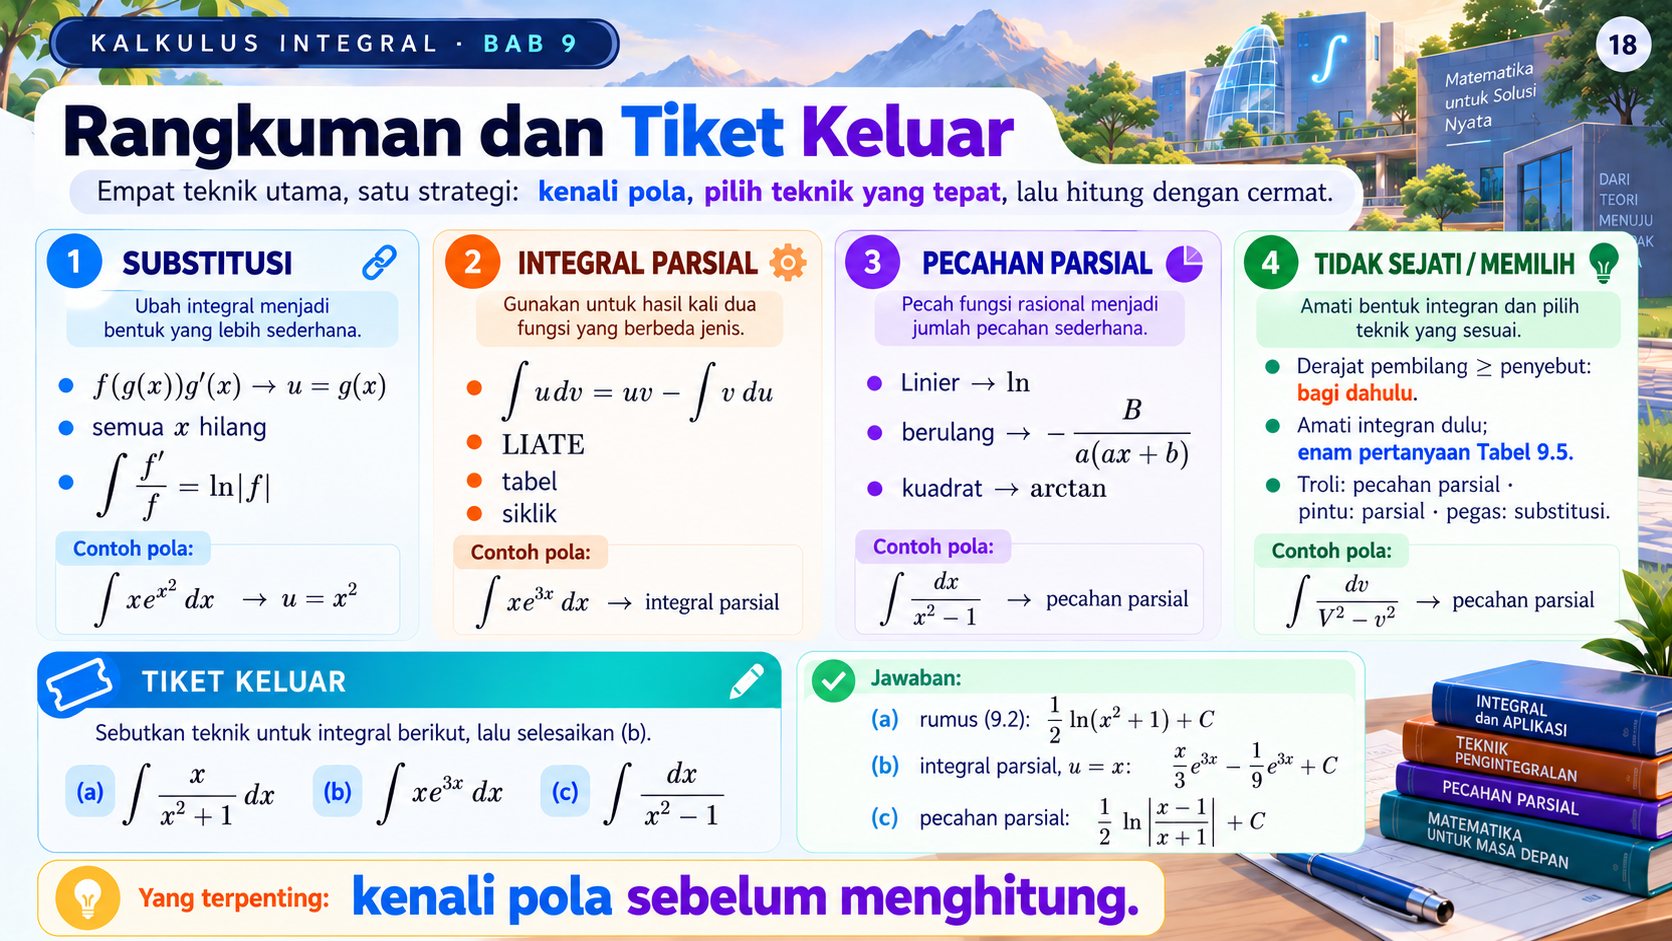 KALKULUS INTEGRAL · BAB 9
18
Matematika
untuk Solusi
Nyata
∫
DARI
TEORI
MENUJU
Rangkuman dan Tiket Keluar
Empat teknik utama, satu strategi: kenali pola, pilih teknik yang tepat, lalu hitung dengan cermat.
1 SUBSTITUSI
Ubah integral menjadi
bentuk yang lebih sederhana.
• f(g(x))g′(x) → u = g(x)
• semua x hilang
• ∫ f′/f = ln|f|
Contoh pola:
∫ xe^{x²} dx → u = x²
2 INTEGRAL PARSIAL
Gunakan untuk hasil kali dua
fungsi yang berbeda jenis.
• ∫ u dv = uv − ∫ v du
• LIATE
• tabel
• siklik
Contoh pola:
∫ xe^{3x} dx → integral parsial
3 PECAHAN PARSIAL
Pecah fungsi rasional menjadi
jumlah pecahan sederhana.
• Linier → ln
• berulang → − B/(a(ax + b))
• kuadrat → arctan
Contoh pola:
∫ dx/(x² − 1) → pecahan parsial
4 TIDAK SEJATI / MEMILIH
Amati bentuk integran dan pilih
teknik yang sesuai.
• Derajat pembilang ≥ penyebut:
bagi dahulu.
• Amati integran dulu;
enam pertanyaan Tabel 9.5.
• Troli: pecahan parsial ·
pintu: parsial · pegas: substitusi.
Contoh pola:
∫ dv/(V² − v²) → pecahan parsial
TIKET KELUAR
Sebutkan teknik untuk integral berikut, lalu selesaikan (b).
(a) ∫ x/(x² + 1) dx (b) ∫ xe^{3x} dx (c) ∫ dx/(x² − 1)
Jawaban:
(a) rumus (9.2): 1/2 ln(x² + 1) + C
(b) integral parsial, u = x: x/3 e^{3x} − 1/9 e^{3x} + C
(c) pecahan parsial: 1/2 ln|(x − 1)/(x + 1)| + C
INTEGRAL
dan APLIKASI
TEKNIK
PENGINTEGRALAN
PECAHAN PARSIAL
MATEMATIKA
UNTUK MASA DEPAN
Yang terpenting: kenali pola sebelum menghitung.